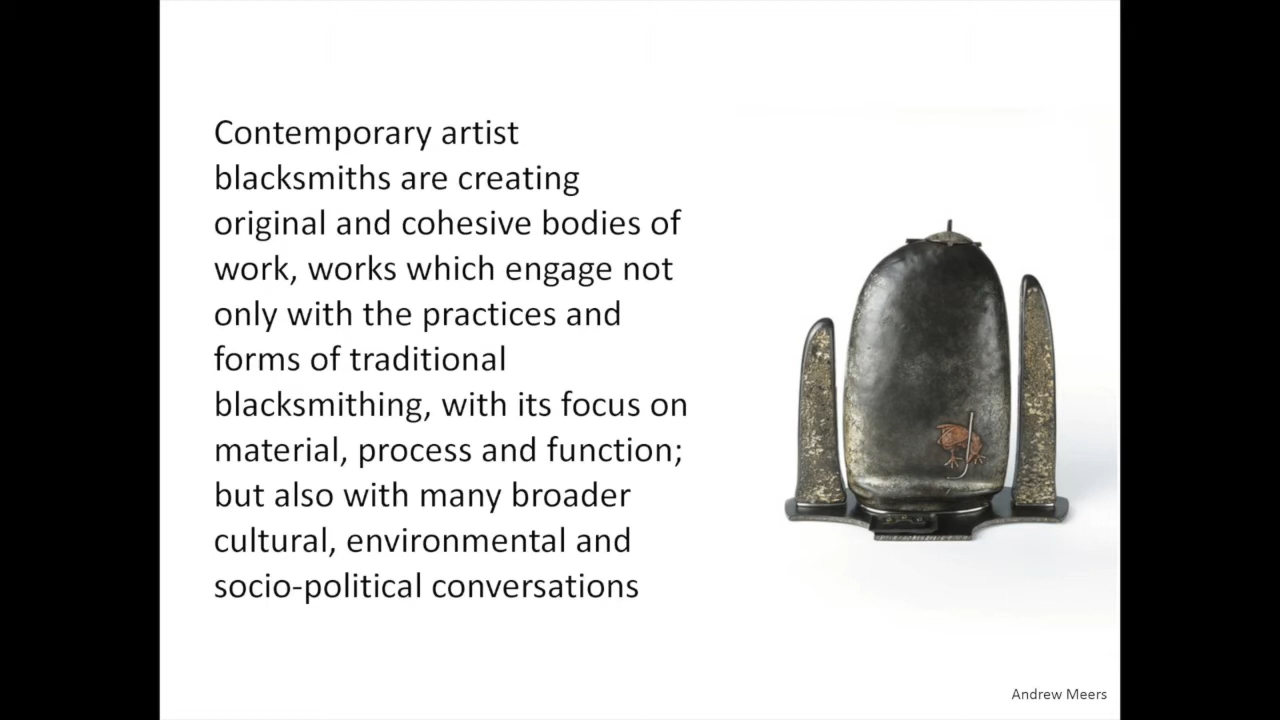 Contemporary artist
blacksmiths are creating
original and cohesive bodies of
work, works which engage not
only with the practices and
forms of traditional
blacksmithing, with its focus on
material, process and function;
but also with many broader
cultural, environmental and
socio-political conversations
Andrew Meers